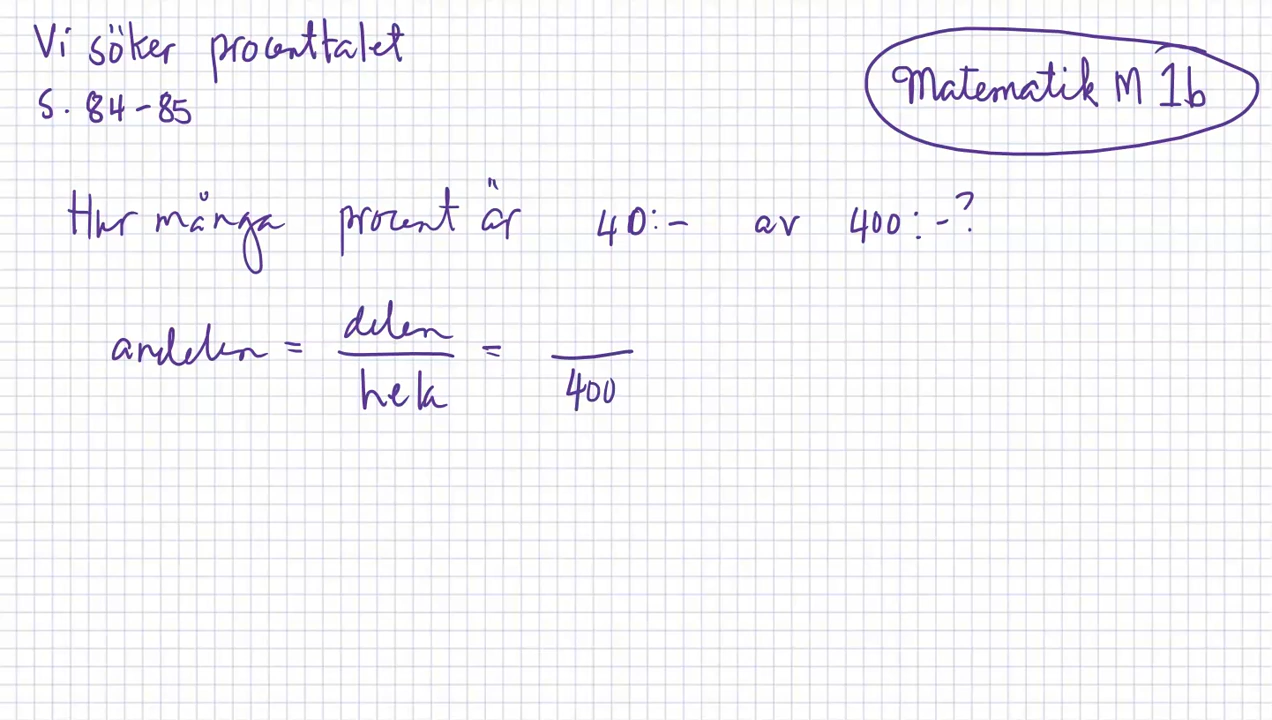 Vi söker procenttalet
s. 84-85
Matematik M 1b
Hur många procent är 40:- av 400:-?
andelen = delen / hela = / 400